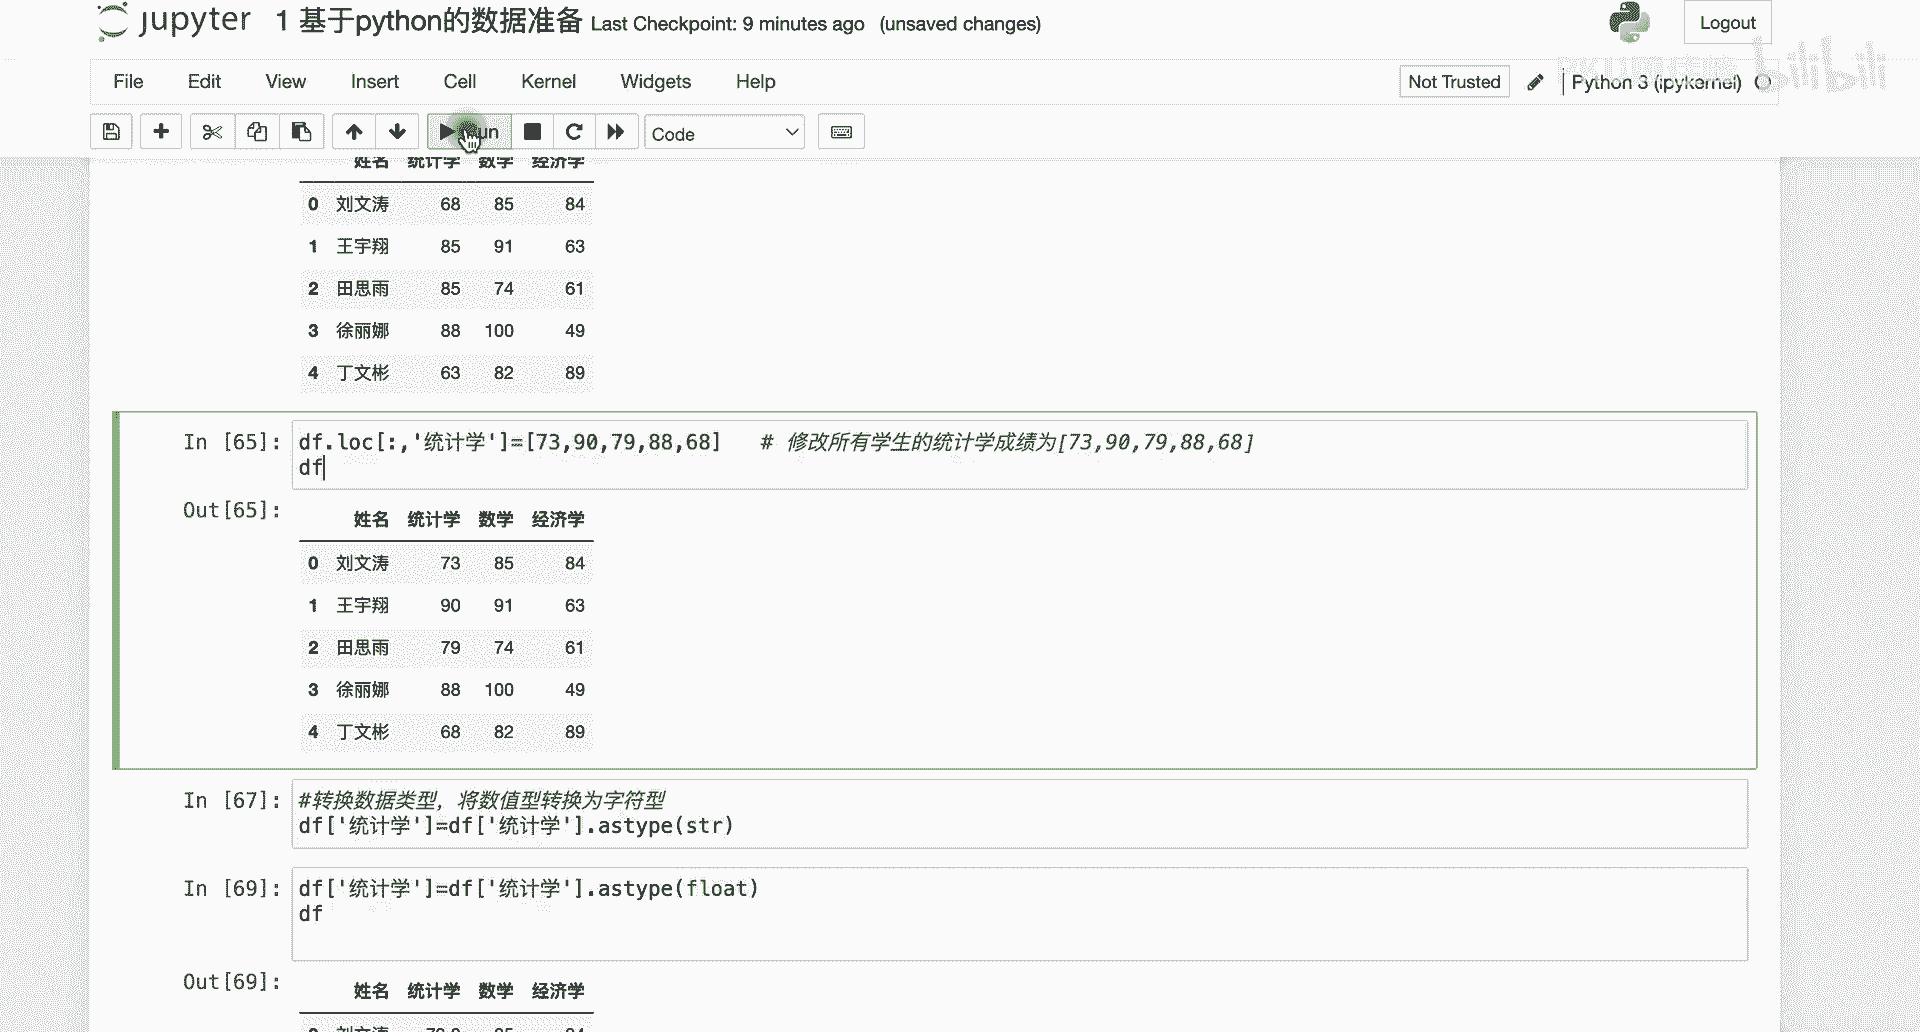 jupyter 1 基于python的数据准备 Last Checkpoint: 9 minutes ago (unsaved changes)
Logout
File Edit View Insert Cell Kernel Widgets Help
Not Trusted
Python 3 (ipykernel)
bilibili
Code
姓名 统计学 数学 经济学
0 刘文涛 68 85 84
1 王宇翔 85 91 63
2 田思雨 85 74 61
3 徐丽娜 88 100 49
4 丁文彬 63 82 89
In [65]: df.loc[:,'统计学']=[73,90,79,88,68] # 修改所有学生的统计学成绩为[73,90,79,88,68]
df
Out[65]:
姓名 统计学 数学 经济学
0 刘文涛 73 85 84
1 王宇翔 90 91 63
2 田思雨 79 74 61
3 徐丽娜 88 100 49
4 丁文彬 68 82 89
In [67]: #转换数据类型，将数值型转换为字符型
df['统计学']=df['统计学'].astype(str)
In [69]: df['统计学']=df['统计学'].astype(float)
df
Out[69]:
姓名 统计学 数学 经济学